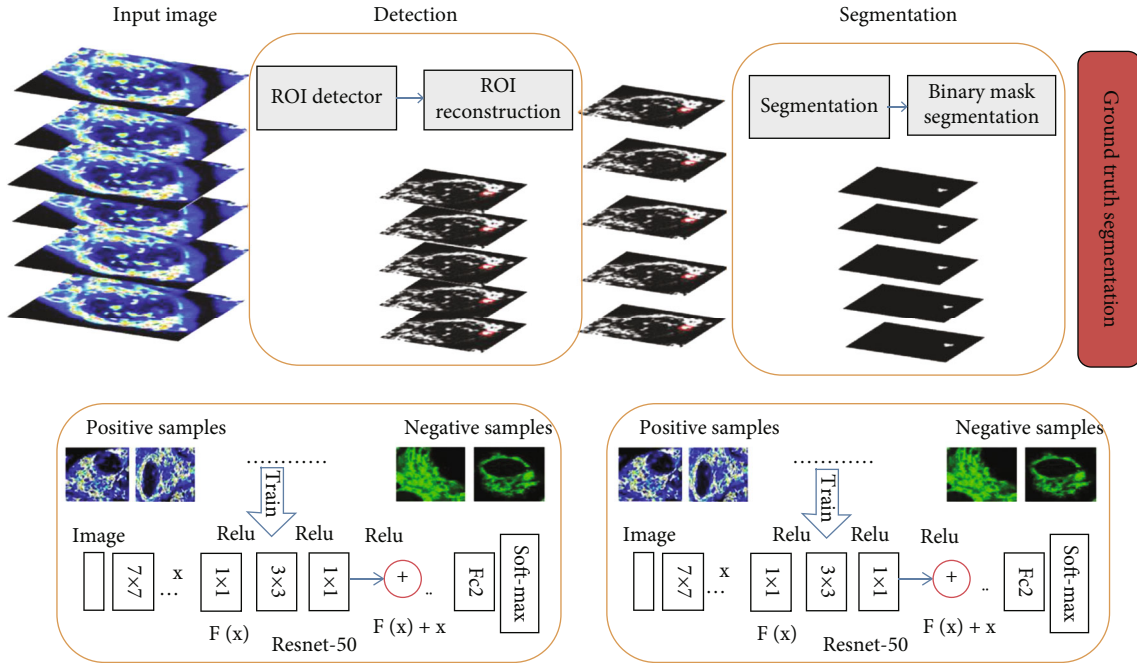 Input image
Detection
Segmentation
ROI detector
ROI
reconstruction
Segmentation
Binary mask
segmentation
Ground truth segmentation
Positive samples
Negative samples
............
Train
Image
Relu
Relu
Relu
7×7
x
...
1×1
3×3
1×1
+
..
Fc2
Soft-max
F (x)
F (x) + x
Resnet-50
Positive samples
Negative samples
............
Train
Image
Relu
Relu
Relu
7×7
x
...
1×1
3×3
1×1
+
..
Fc2
Soft-max
F (x)
F (x) + x
Resnet-50